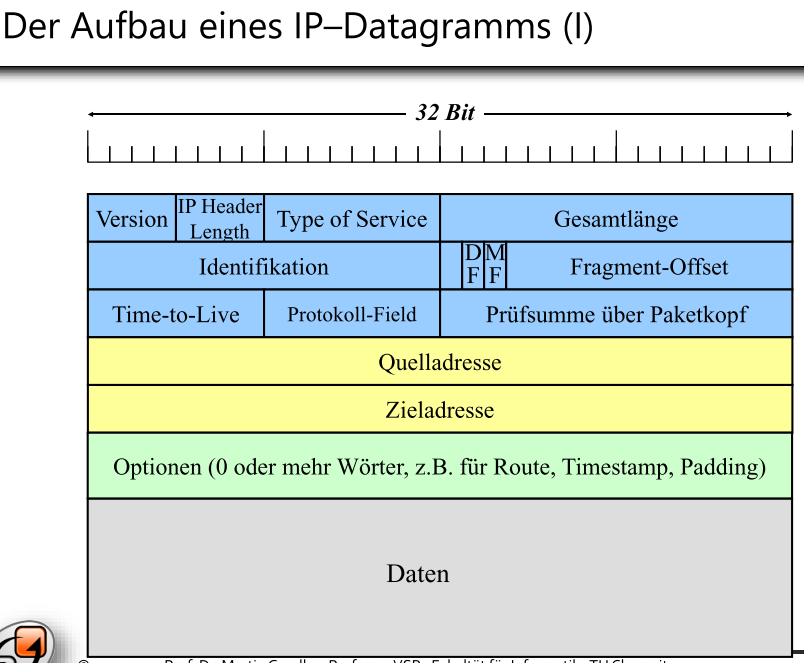 Der Aufbau eines IP–Datagramms (I)
32 Bit
Version
IP Header
Length
Type of Service
Gesamtlänge
Identifikation
D
F
M
F
Fragment-Offset
Time-to-Live
Protokoll-Field
Prüfsumme über Paketkopf
Quelladresse
Zieladresse
Optionen (0 oder mehr Wörter, z.B. für Route, Timestamp, Padding)
Daten